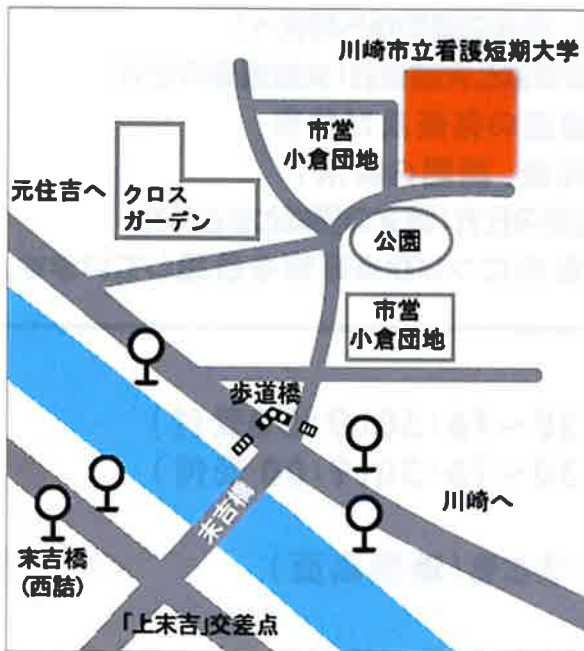 川崎市立看護短期大学
市営
小倉団地
元住吉へ
クロス
ガーデン
公園
市営
小倉団地
歩道橋
川崎へ
末吉橋
末吉橋
(西詰)
「上末吉」交差点